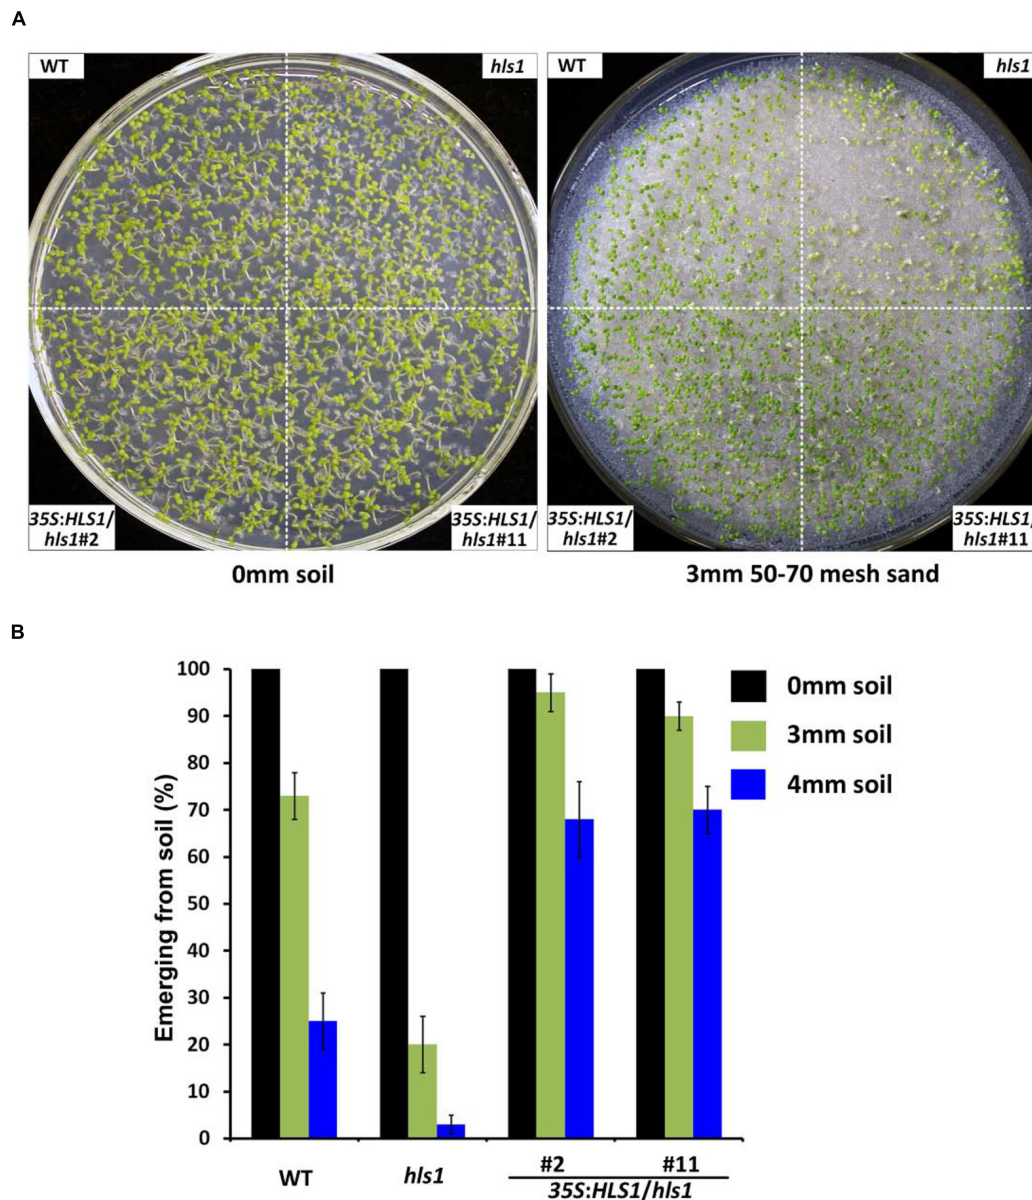 A
WT
hls1
WT
hls1
35S:HLS1/
hls1#2
35S:HLS1/
hls1#11
35S:HLS1/
hls1#2
35S:HLS1/
hls1#11
0mm soil
3mm 50-70 mesh sand
B
Emerging from soil (%)
100
90
80
70
60
50
40
30
20
10
0
0mm soil
3mm soil
4mm soil
WT
hls1
#2
#11
35S:HLS1/hls1